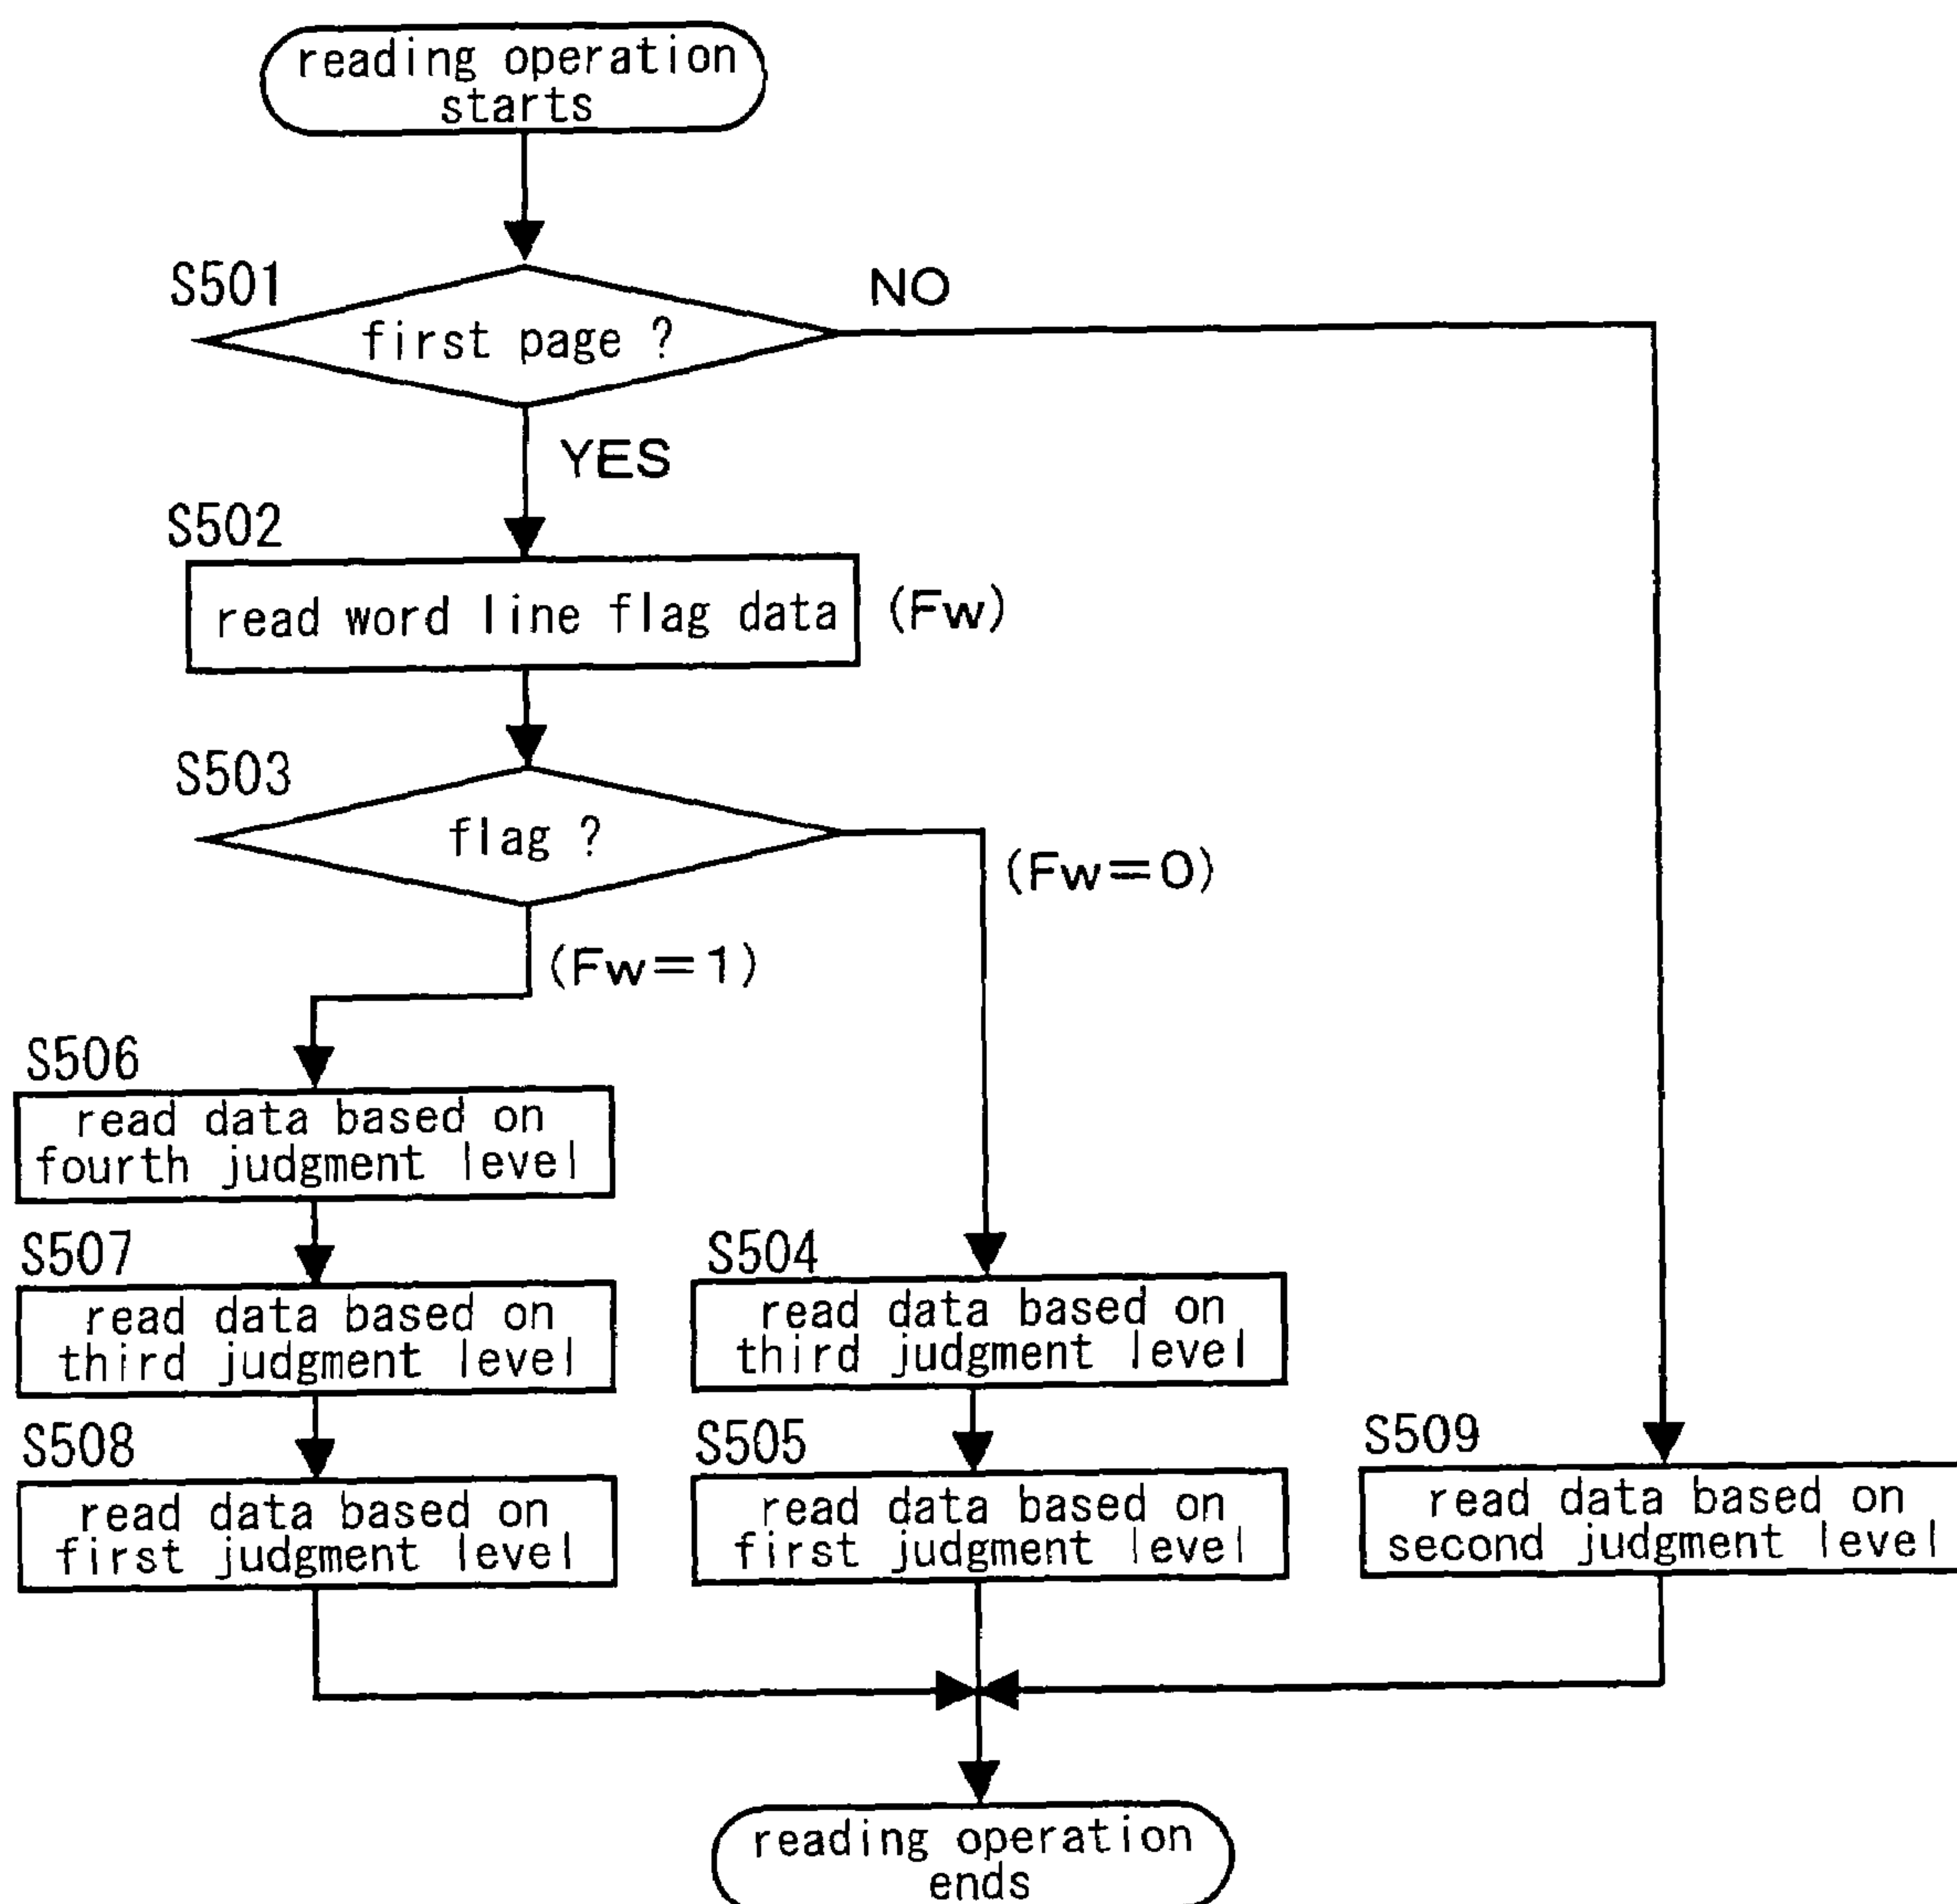 reading operation
starts
S501
first page ?
NO
YES
S502
read word line flag data
(Fw)
S503
flag ?
(Fw=0)
(Fw=1)
S506
read data based on
fourth judgment level
S507
read data based on
third judgment level
S504
read data based on
third judgment level
S508
read data based on
first judgment level
S505
read data based on
first judgment level
S509
read data based on
second judgment level
reading operation
ends